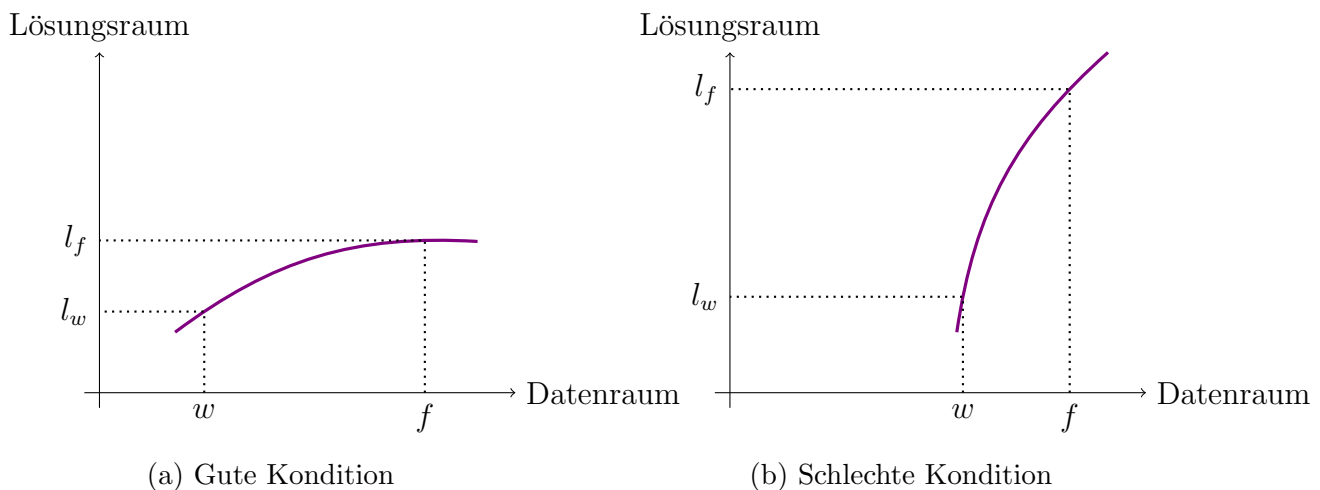 Lösungsraum
l_f
l_w
w
f
Datenraum
(a) Gute Kondition
Lösungsraum
l_f
l_w
w
f
Datenraum
(b) Schlechte Kondition